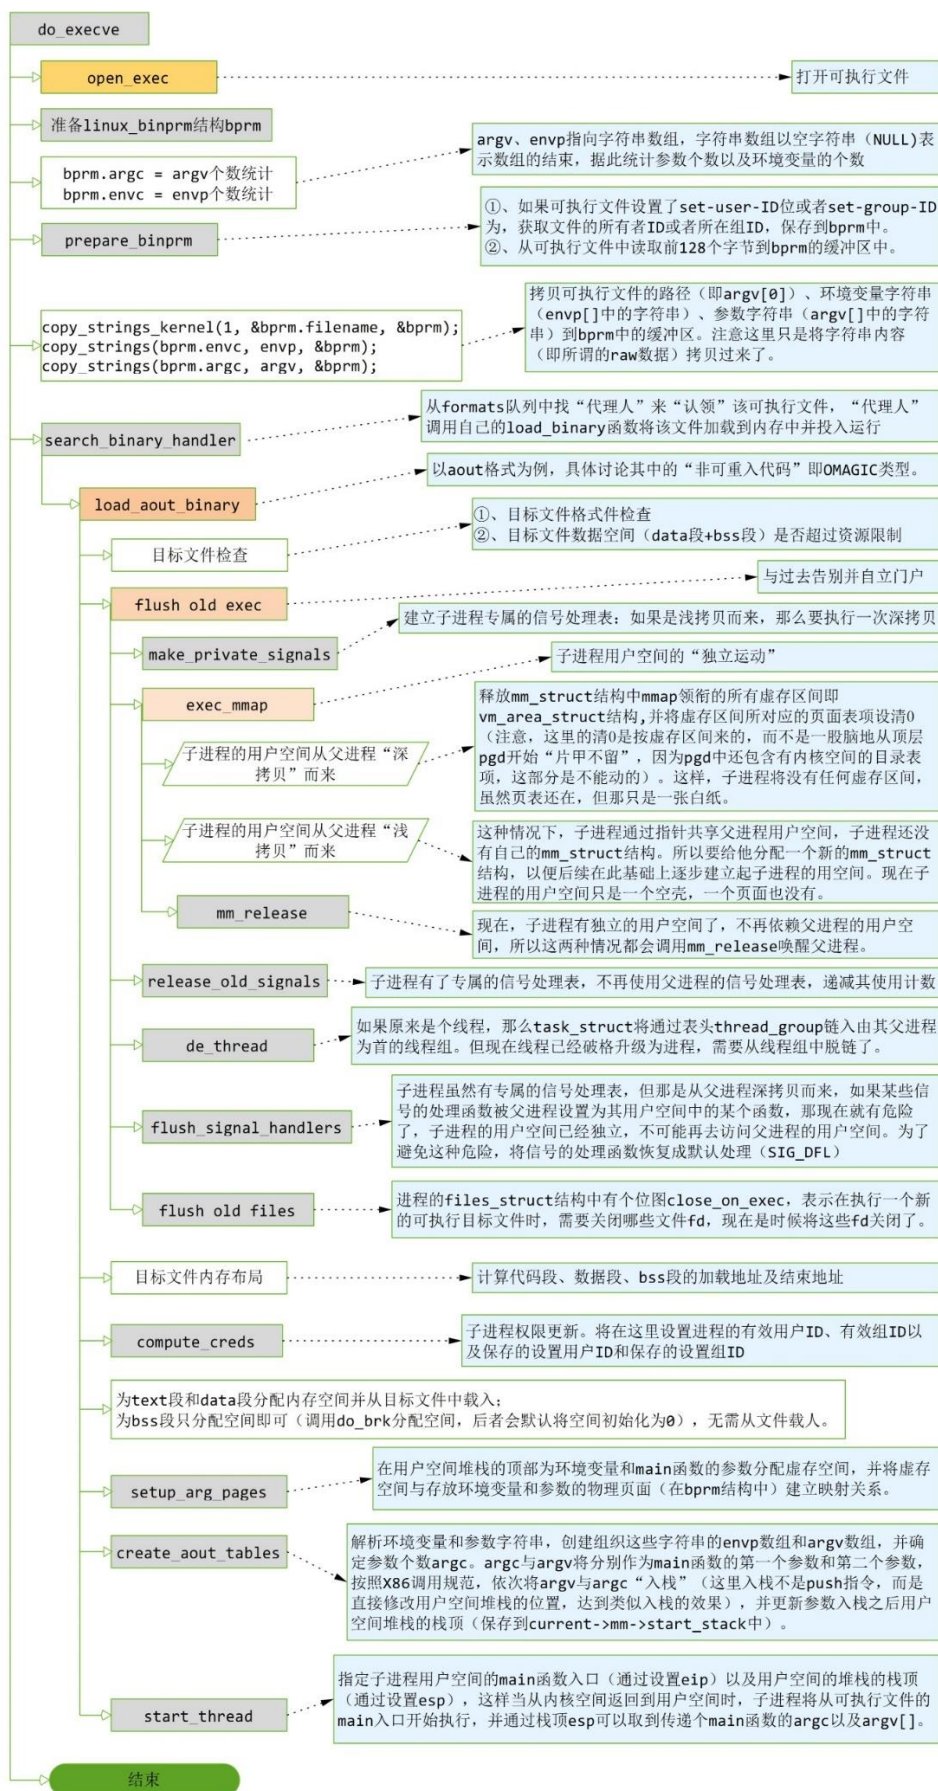 do_execve
open_exec
打开可执行文件
准备linux_binprm结构bprm
bprm.argc = argv个数统计
bprm.envc = envp个数统计
argv、envp指向字符串数组，字符串数组以空字符串（NULL)表
示数组的结束，据此统计参数个数以及环境变量的个数
prepare_binprm
①、如果可执行文件设置了set-user-ID位或者set-group-ID
为，获取文件的所有者ID或者所在组ID，保存到bprm中。
②、从可执行文件中读取前128个字节到bprm的缓冲区中。
copy_strings_kernel(1, &bprm.filename, &bprm);
copy_strings(bprm.envc, envp, &bprm);
copy_strings(bprm.argc, argv, &bprm);
拷贝可执行文件的路径（即argv[0]）、环境变量字符串
（envp[]中的字符串）、参数字符串（argv[]中的字符
串）到bprm中的缓冲区。注意这里只是将字符串内容
（即所谓的raw数据）拷贝过来了。
search_binary_handler
从formats队列中找“代理人”来“认领”该可执行文件，“代理人”
调用自己的load_binary函数将该文件加载到内存中并投入运行
load_aout_binary
以aout格式为例，具体讨论其中的“非可重入代码”即OMAGIC类型。
目标文件检查
①、目标文件格式件检查
②、目标文件数据空间（data段+bss段）是否超过资源限制
flush old exec
与过去告别并自立门户
make_private_signals
建立子进程专属的信号处理表：如果是浅拷贝而来，那么要执行一次深拷贝
exec_mmap
子进程用户空间的“独立运动”
子进程的用户空间从父进程“深
拷贝”而来
释放mm_struct结构中mmap领衔的所有虚存区间即
vm_area_struct结构,并将虚存区间所对应的页面表项设清0
（注意，这里的清0是按虚存区间来的，而不是一股脑地从顶层
pgd开始“片甲不留”，因为pgd中还包含有内核空间的目录表
项，这部分是不能动的）。这样，子进程将没有任何虚存区间，
虽然页表还在，但那只是一张白纸。
子进程的用户空间从父进程“浅
拷贝”而来
这种情况下，子进程通过指针共享父进程用户空间，子进程还没
有自己的mm_struct结构。所以要给他分配一个新的mm_struct
结构，以便后续在此基础上逐步建立起子进程的用空间。现在子
进程的用户空间只是一个空壳，一个页面也没有。
mm_release
现在，子进程有独立的用户空间了，不再依赖父进程的用户空
间，所以这两种情况都会调用mm_release唤醒父进程。
release_old_signals
子进程有了专属的信号处理表，不再使用父进程的信号处理表，递减其使用计数
de_thread
如果原来是个线程，那么task_struct将通过表头thread_group链入由其父进程
为首的线程组。但现在线程已经破格升级为进程，需要从线程组中脱链了。
flush_signal_handlers
子进程虽然有专属的信号处理表，但那是从父进程深拷贝而来，如果某些信
号的处理函数被父进程设置为其用户空间中的某个函数，那现在就有危险
了，子进程的用户空间已经独立，不可能再去访问父进程的用户空间。为了
避免这种危险，将信号的处理函数恢复成默认处理（SIG_DFL）
flush old files
进程的files_struct结构中有个位图close_on_exec，表示在执行一个新
的可执行目标文件时，需要关闭哪些文件fd，现在是时候将这些fd关闭了。
目标文件内存布局
计算代码段、数据段、bss段的加载地址及结束地址
compute_creds
子进程权限更新。将在这里设置进程的有效用户ID、有效组ID以
及保存的设置用户ID和保存的设置组ID
为text段和data段分配内存空间并从目标文件中载入；
为bss段只分配空间即可（调用do_brk分配空间，后者会默认将空间初始化为0），无需从文件载人。
setup_arg_pages
在用户空间堆栈的顶部为环境变量和main函数的参数分配虚存空间，并将虚存
空间与存放环境变量和参数的物理页面（在bprm结构中）建立映射关系。
create_aout_tables
解析环境变量和参数字符串，创建组织这些字符串的envp数组和argv数组，并确
定参数个数argc。argc与argv将分别作为main函数的第一个参数和第二个参数，
按照X86调用规范，依次将argv与argc“入栈”（这里入栈不是push指令，而是
直接修改用户空间堆栈的位置，达到类似入栈的效果），并更新参数入栈之后用户
空间堆栈的栈顶（保存到current->mm->start_stack中）。
start_thread
指定子进程用户空间的main函数入口（通过设置eip）以及用户空间的堆栈的栈顶
（通过设置esp），这样当从内核空间返回到用户空间时，子进程将从可执行文件的
main入口开始执行，并通过栈顶esp可以取到传递个main函数的argc以及argv[]。
结束